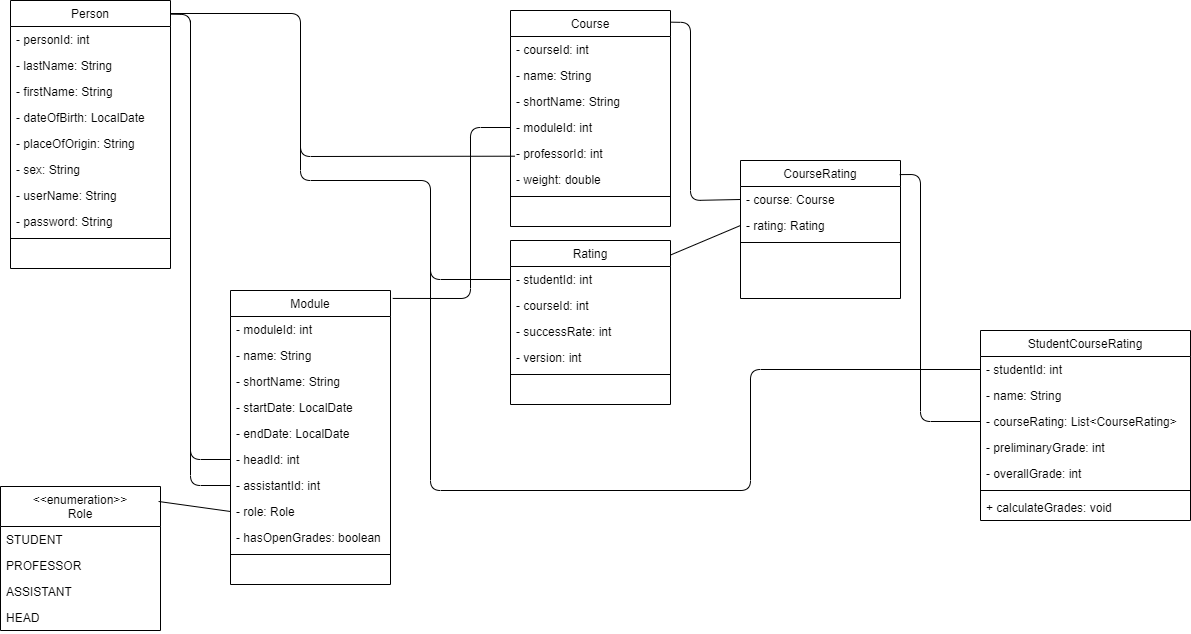 Person
- personId: int
- lastName: String
- firstName: String
- dateOfBirth: LocalDate
- placeOfOrigin: String
- sex: String
- userName: String
- password: String
Course
- courseId: int
- name: String
- shortName: String
- moduleId: int
- professorId: int
- weight: double
CourseRating
- course: Course
- rating: Rating
Rating
- studentId: int
- courseId: int
- successRate: int
- version: int
Module
- moduleId: int
- name: String
- shortName: String
- startDate: LocalDate
- endDate: LocalDate
- headId: int
- assistantId: int
- role: Role
- hasOpenGrades: boolean
StudentCourseRating
- studentId: int
- name: String
- courseRating: List<CourseRating>
- preliminaryGrade: int
- overallGrade: int
+ calculateGrades: void
<<enumeration>>
Role
STUDENT
PROFESSOR
ASSISTANT
HEAD